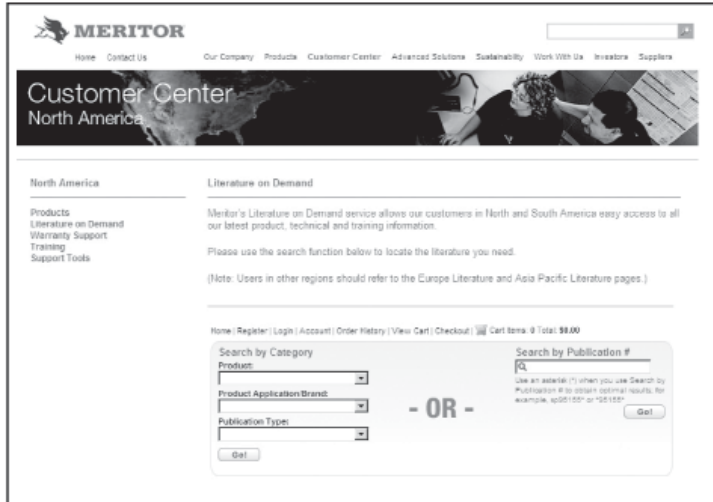 MERITOR
Home Contact Us Our Company Products Customer Center Advanced Solutions Sustainability Work With Us Investors Suppliers
Customer Center
North America
North America
Products
Literature on Demand
Warranty Support
Training
Support Tools
Literature on Demand
Meritor's Literature on Demand service allows our customers in North and South America easy access to all
our latest product, technical and training information.
Please use the search function below to locate the literature you need.
(Note: Users in other regions should refer to the Europe Literature and Asia Pacific Literature pages.)
Home | Register | Login | Account | Order History | View Cart | Checkout | Cart Items: 0 Total: $0.00
Search by Category
Product:
Product Application/Brand:
Publication Type:
Go!
- OR -
Search by Publication #
Use an asterisk (*) when you use Search by
Publication # to obtain optimal results; for
example, sp95155* or *95155*
Go!